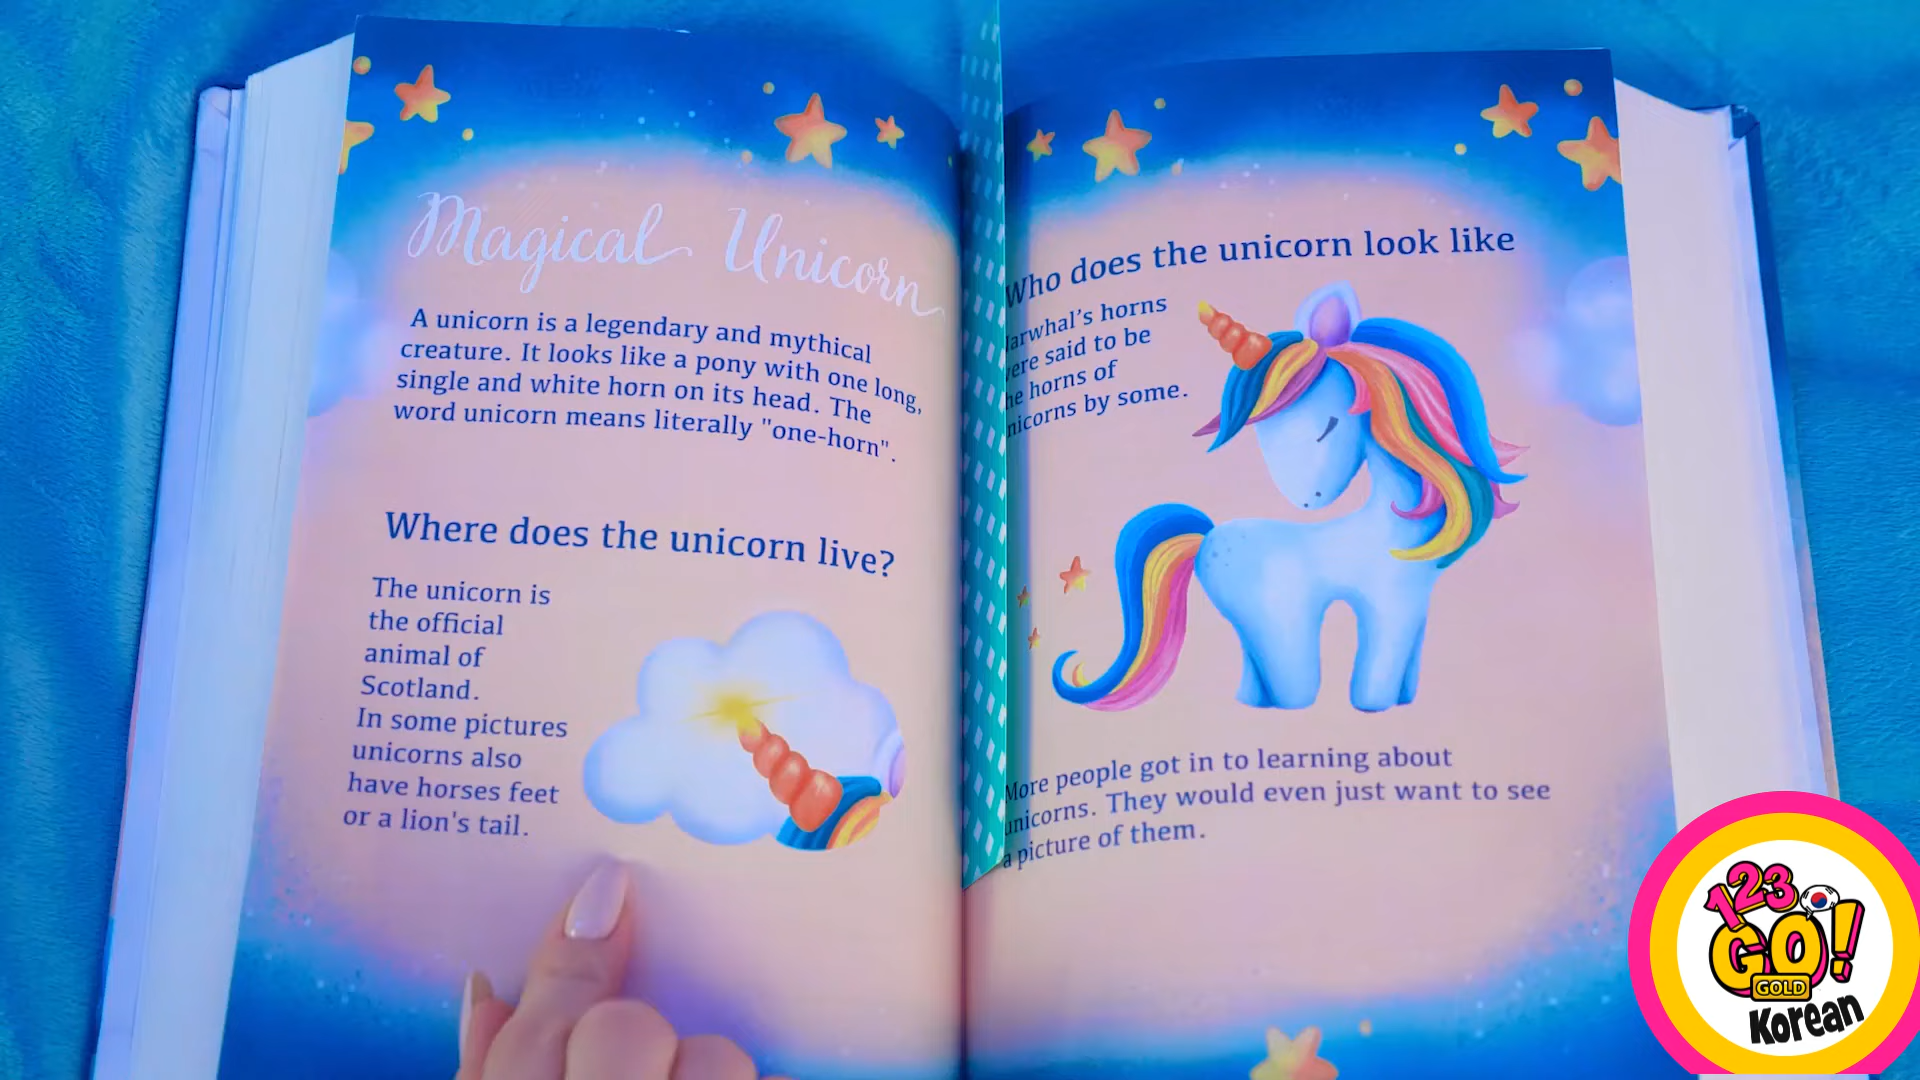 Magical Unicorn
A unicorn is a legendary and mythical
creature. It looks like a pony with one long,
single and white horn on its head. The
word unicorn means literally "one-horn".
Where does the unicorn live?
The unicorn is
the official
animal of
Scotland.
In some pictures
unicorns also
have horses feet
or a lion's tail.
Who does the unicorn look like
arwhal's horns
ere said to be
he horns of
nicorns by some.
More people got in to learning about
unicorns. They would even just want to see
a picture of them.
123
GO!
GOLD
Korean